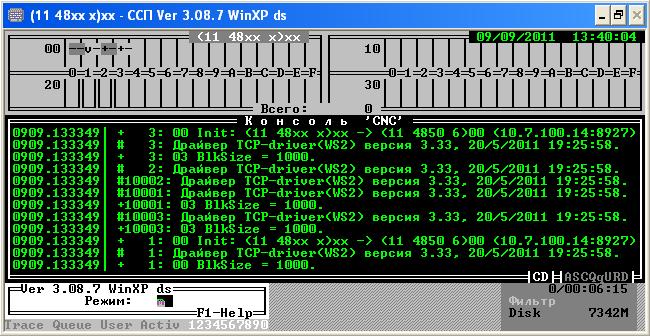 (11 48xx x)xx - ССП Ver 3.08.7 WinXP ds
(11 48xx x)xx 09/09/2011 13:40:04
00 --v-+-+- 10
0-1-2-3-4-5-6-7-8-9-A-B-C-D-E-F 0-1-2-3-4-5-6-7-8-9-A-B-C-D-E-F
20 30
Всего: 0
Консоль 'CNC'
0909.133349 + 3: 00 Init: (11 48xx x)xx -> (11 4850 6)00 (10.7.100.14:8927)
0909.133349 # 3: Драйвер TCP-driver(WS2) версия 3.33, 20/5/2011 19:25:58.
0909.133349 + 3: 03 BlkSize = 1000.
0909.133349 # 2: Драйвер TCP-driver(WS2) версия 3.33, 20/5/2011 19:25:58.
0909.133349 #10002: Драйвер TCP-driver(WS2) версия 3.33, 20/5/2011 19:25:58.
0909.133349 #10001: Драйвер TCP-driver(WS2) версия 3.33, 20/5/2011 19:25:58.
0909.133349 +10001: 03 BlkSize = 1000.
0909.133349 #10003: Драйвер TCP-driver(WS2) версия 3.33, 20/5/2011 19:25:58.
0909.133349 +10003: 03 BlkSize = 1000.
0909.133349 + 1: 00 Init: (11 48xx x)xx -> (11 4850 6)00 (10.7.100.14:8927)
0909.133349 # 1: Драйвер TCP-driver(WS2) версия 3.33, 20/5/2011 19:25:58.
0909.133349 + 1: 00 BlkSize = 1000.
CD ASCQqURD
Ver 3.08.7 WinXP ds 0/00:06:15
Режим: Фильтр
F1-Help Disk 7342M
Trace Queue User Activ 1234567890